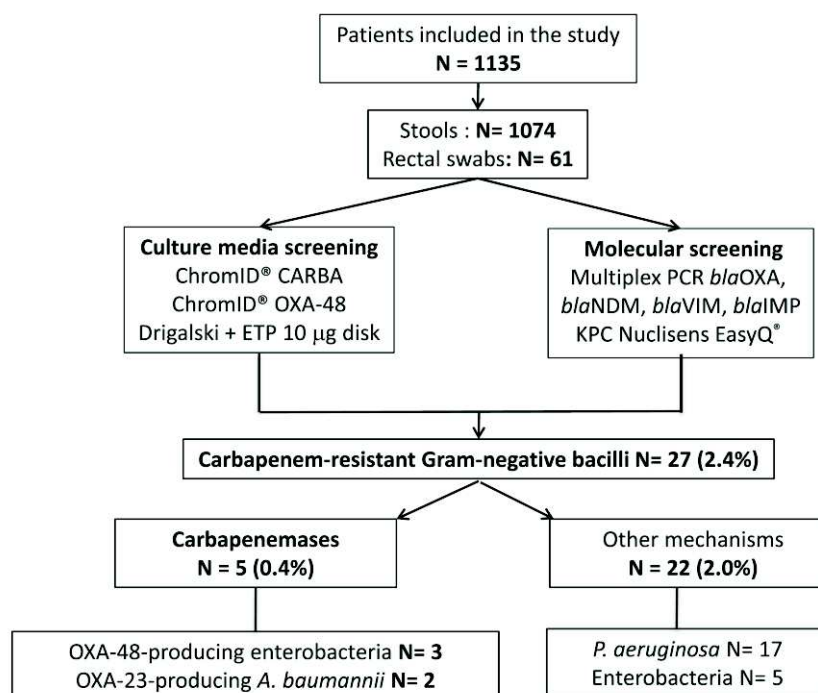 Patients included in the study
N = 1135
Stools : N= 1074
Rectal swabs: N= 61
Culture media screening
ChromID® CARBA
ChromID® OXA-48
Drigalski + ETP 10 µg disk
Molecular screening
Multiplex PCR blaOXA,
blaNDM, blaVIM, blaIMP
KPC Nuclisens EasyQ®
Carbapenem-resistant Gram-negative bacilli N= 27 (2.4%)
Carbapenemases
N = 5 (0.4%)
Other mechanisms
N = 22 (2.0%)
OXA-48-producing enterobacteria N= 3
OXA-23-producing A. baumannii N= 2
P. aeruginosa N= 17
Enterobacteria N= 5